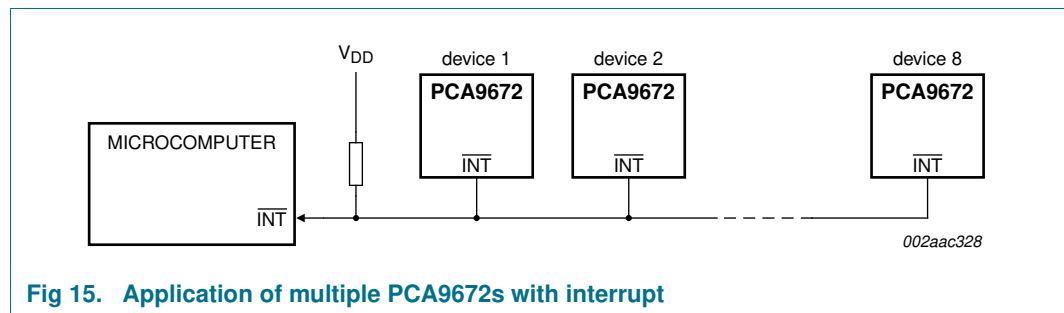 VDD
device 1
device 2
device 8
PCA9672
PCA9672
PCA9672
MICROCOMPUTER
INT
INT
INT
INT
002aac328
Fig 15. Application of multiple PCA9672s with interrupt